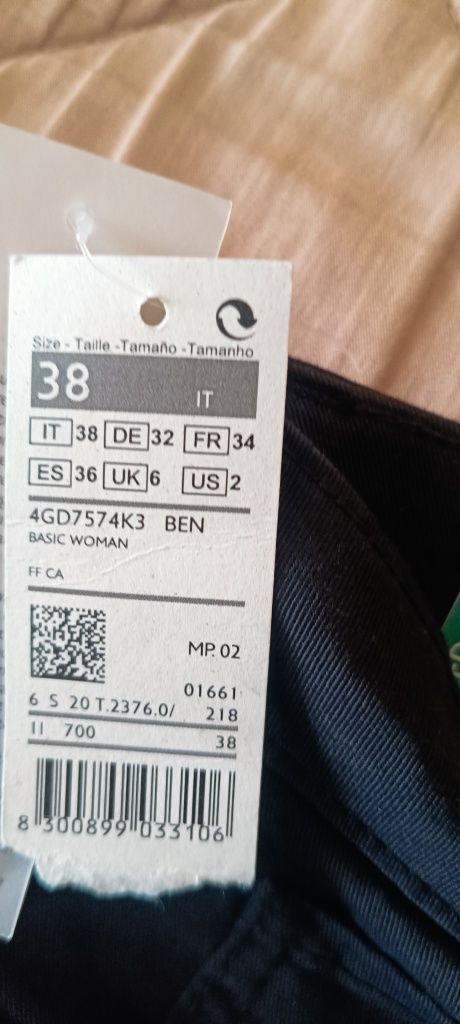 Size - Taille -Tamaño -Tamanho
38 IT
IT 38 DE 32 FR 34
ES 36 UK 6 US 2
4GD7574K3 BEN
BASIC WOMAN
FF CA
MP. 02
01661
6 S 20 T.2376.0/ 218
11 700 38
8 300899 033106